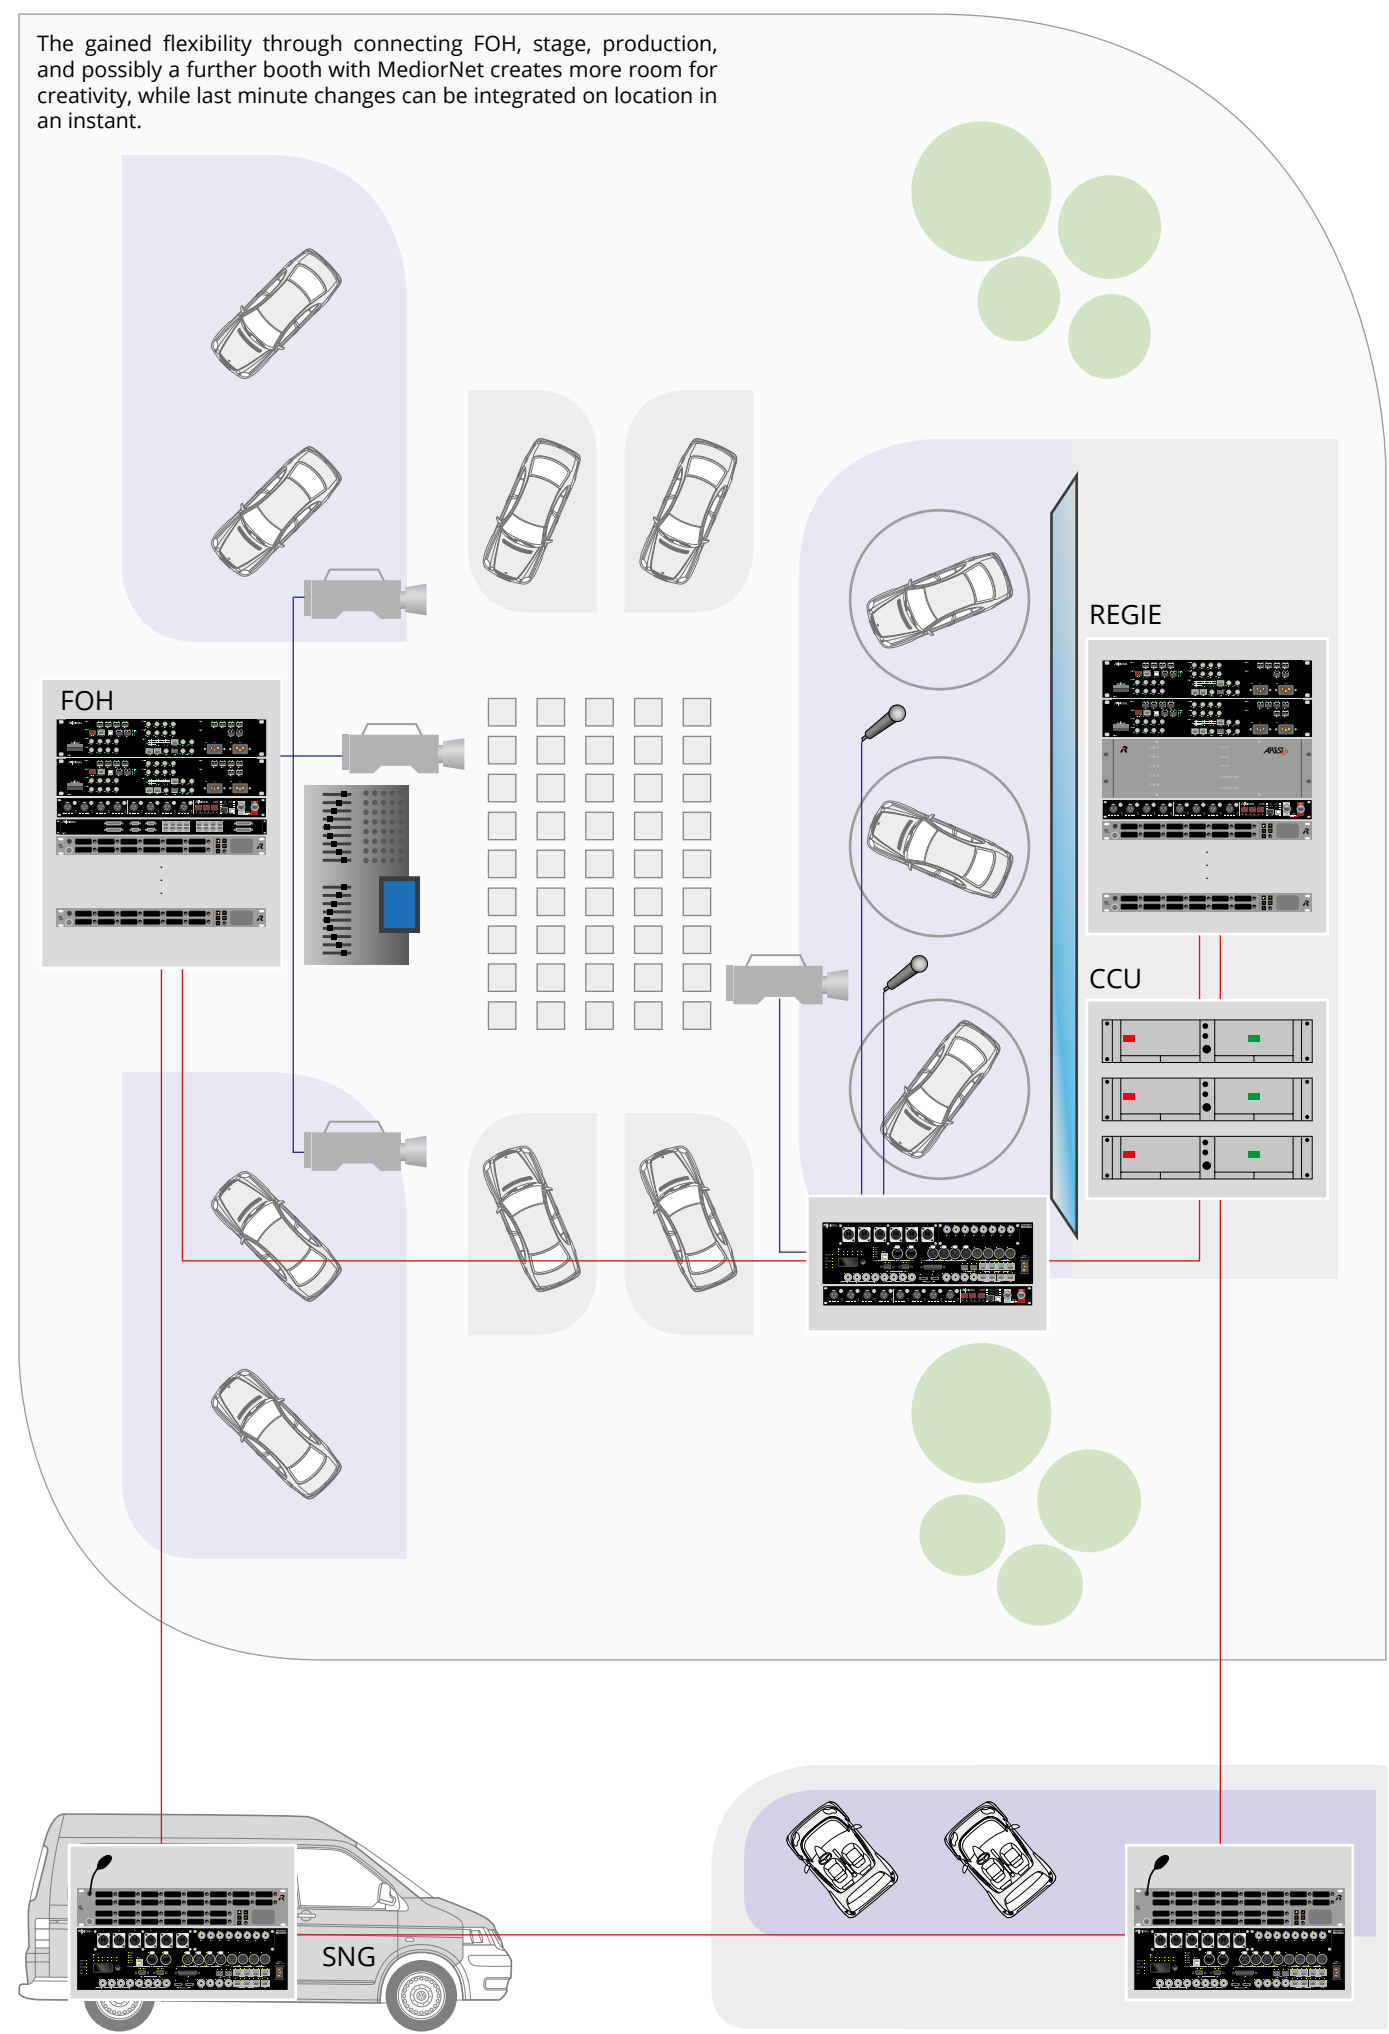 The gained flexibility through connecting FOH, stage, production,
and possibly a further booth with MediorNet creates more room for
creativity, while last minute changes can be integrated on location in
an instant.
REGIE
FOH
ARTIST
CCU
SNG